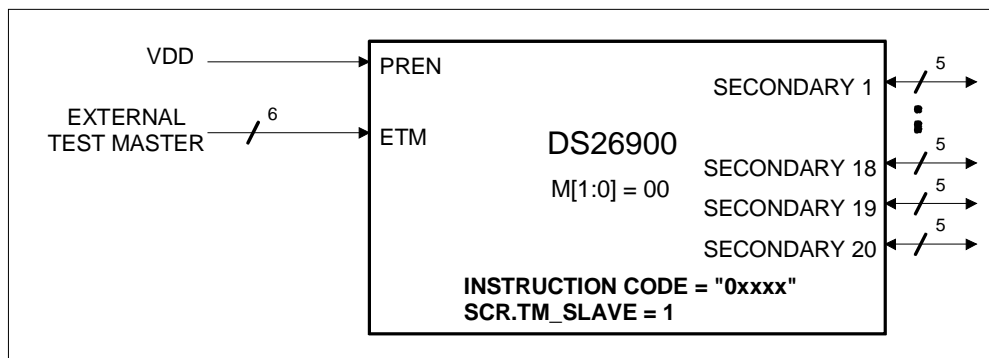 VDD
PREN
EXTERNAL
TEST MASTER
6
ETM
DS26900
M[1:0] = 00
SECONDARY 1
5
SECONDARY 18
5
SECONDARY 19
5
SECONDARY 20
5
INSTRUCTION CODE = "0xxxx"
SCR.TM_SLAVE = 1